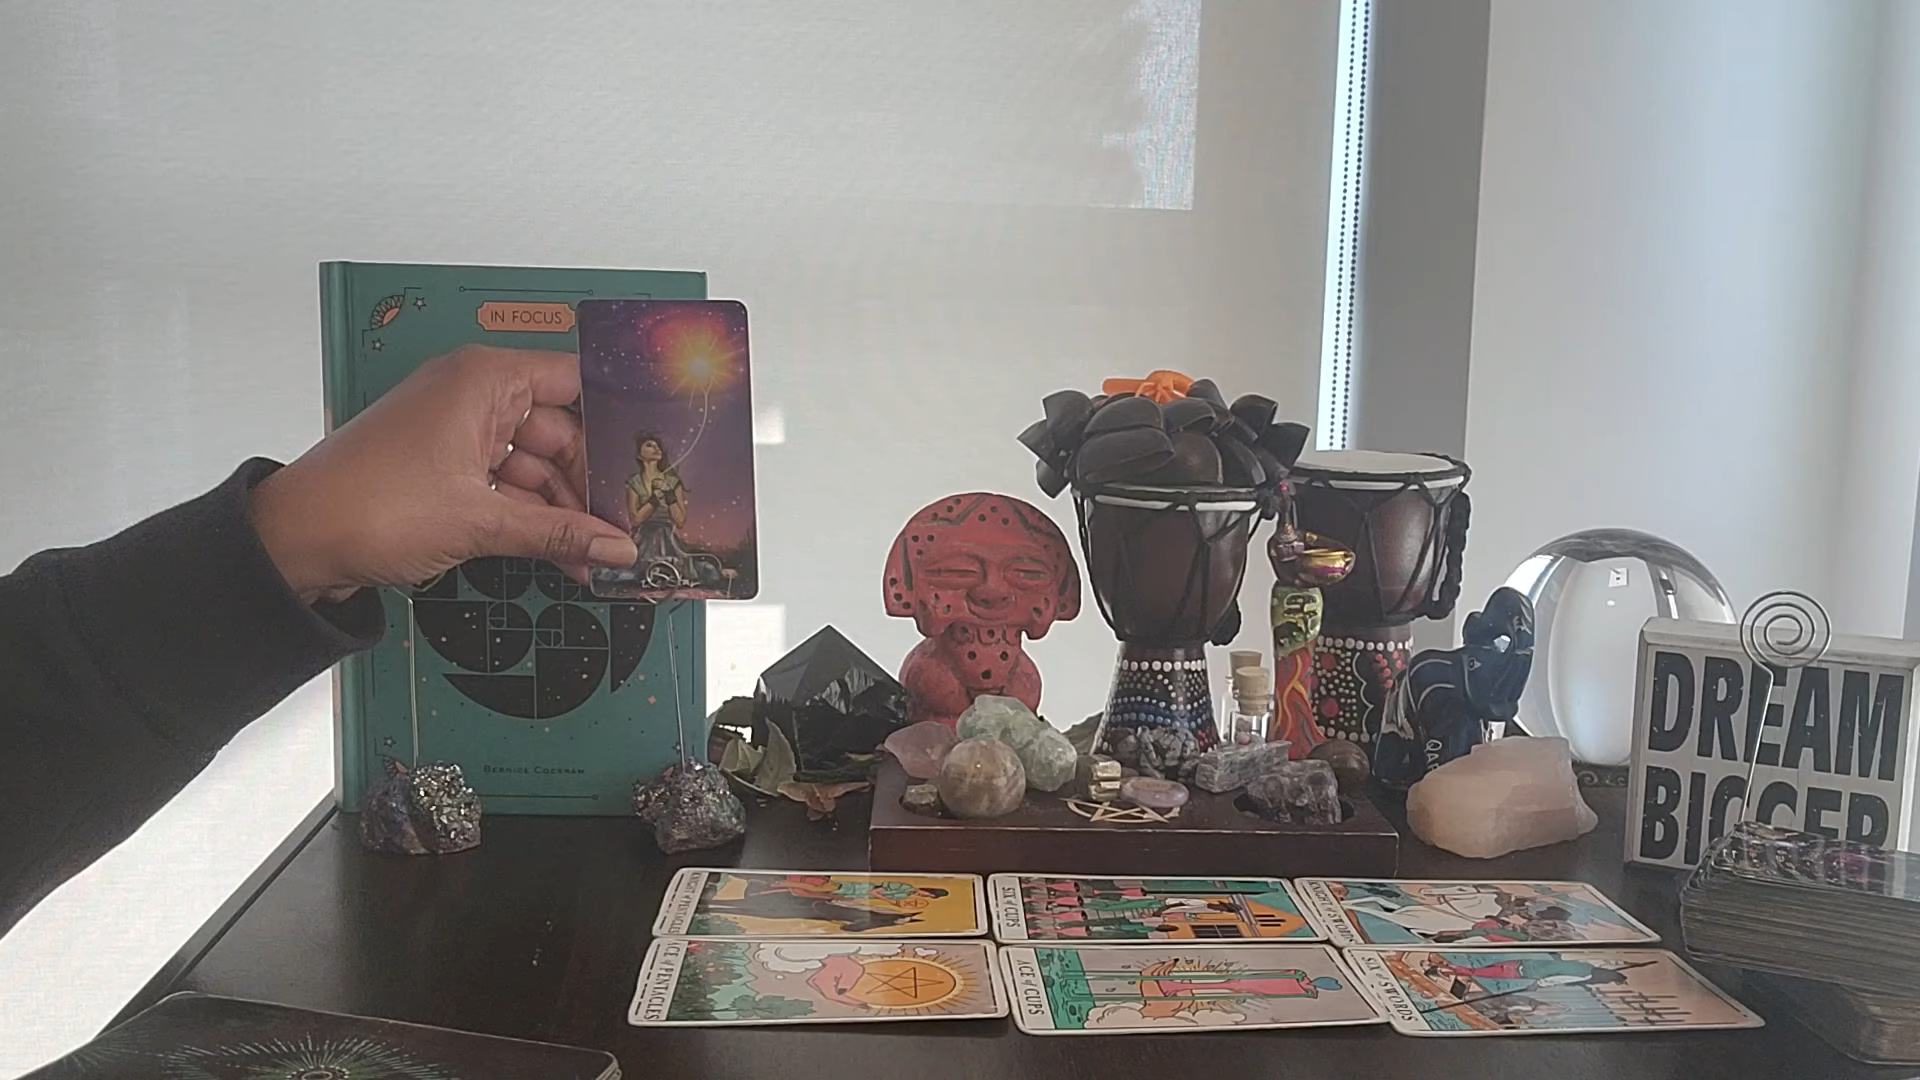 IN FOCUS
BERNICE COCKRAM
DREAM
BIGGER
KNIGHT of PENTACLES
SIX of CUPS
KNIGHT of SWORDS
ACE of PENTACLES
ACE of CUPS
SIX of SWORDS